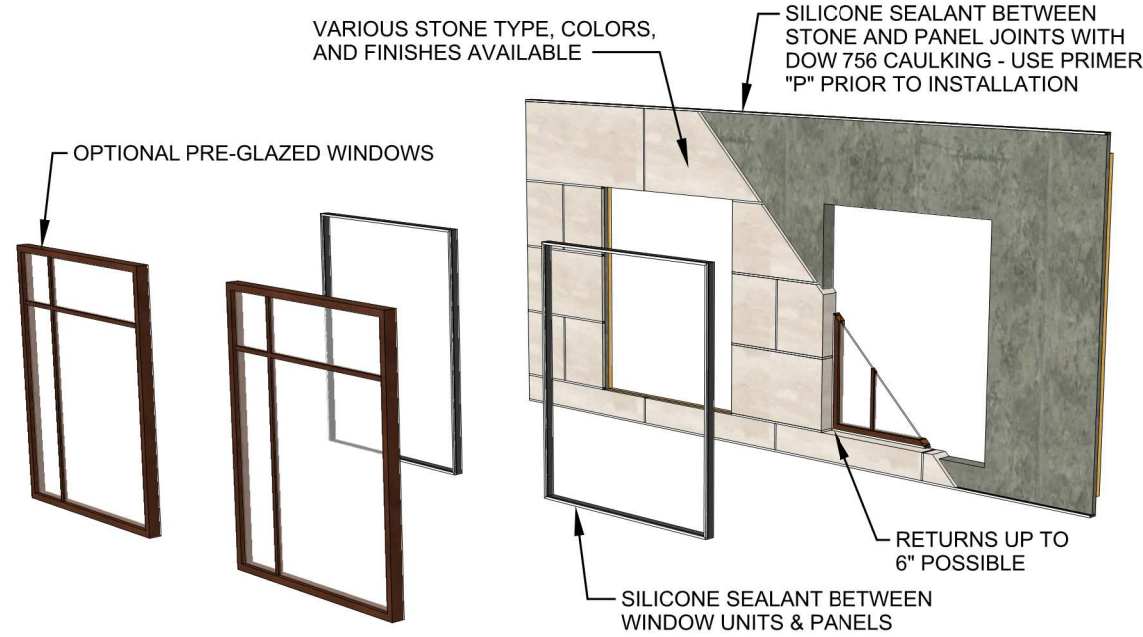 VARIOUS STONE TYPE, COLORS,
AND FINISHES AVAILABLE
SILICONE SEALANT BETWEEN
STONE AND PANEL JOINTS WITH
DOW 756 CAULKING - USE PRIMER
"P" PRIOR TO INSTALLATION
OPTIONAL PRE-GLAZED WINDOWS
RETURNS UP TO
6" POSSIBLE
SILICONE SEALANT BETWEEN
WINDOW UNITS & PANELS